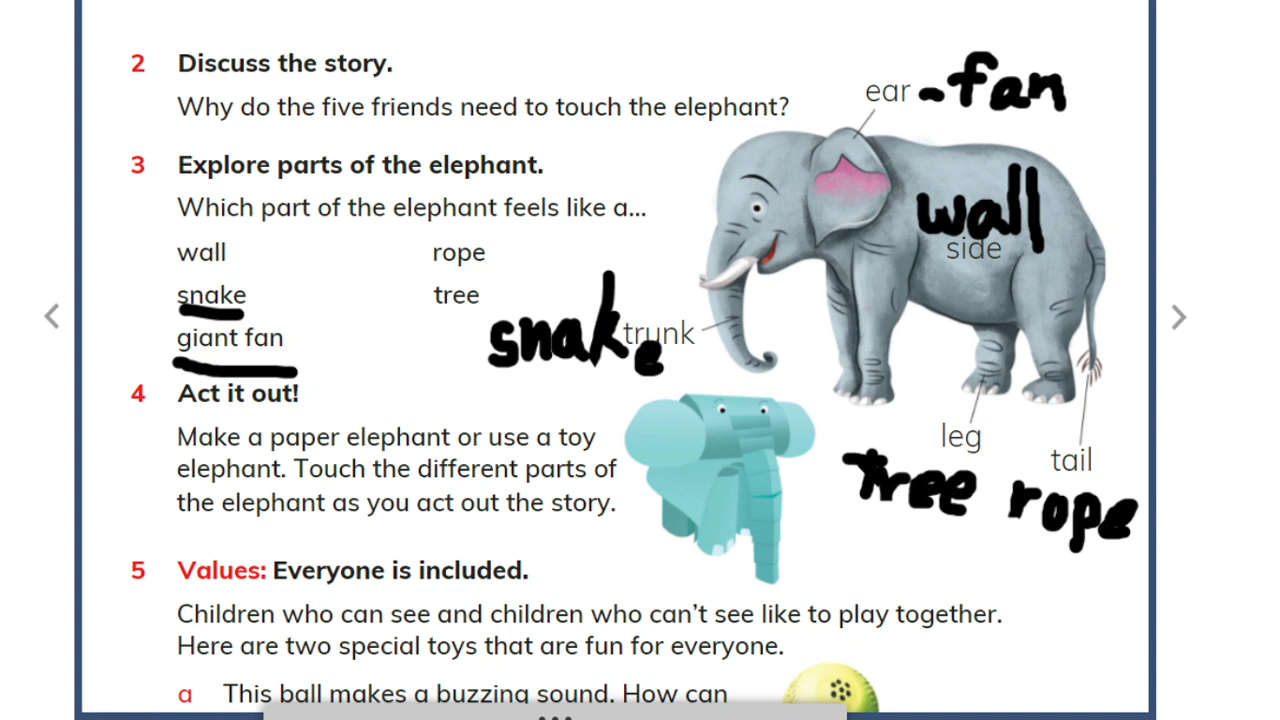 2 Discuss the story.
Why do the five friends need to touch the elephant?
ear - fan
3 Explore parts of the elephant.
Which part of the elephant feels like a...
wall rope
wall
side
snake tree
snake trunk
giant fan
4 Act it out!
Make a paper elephant or use a toy
elephant. Touch the different parts of
the elephant as you act out the story.
leg
tail
tree rope
5 Values: Everyone is included.
Children who can see and children who can't see like to play together.
Here are two special toys that are fun for everyone.
a This ball makes a buzzing sound. How can